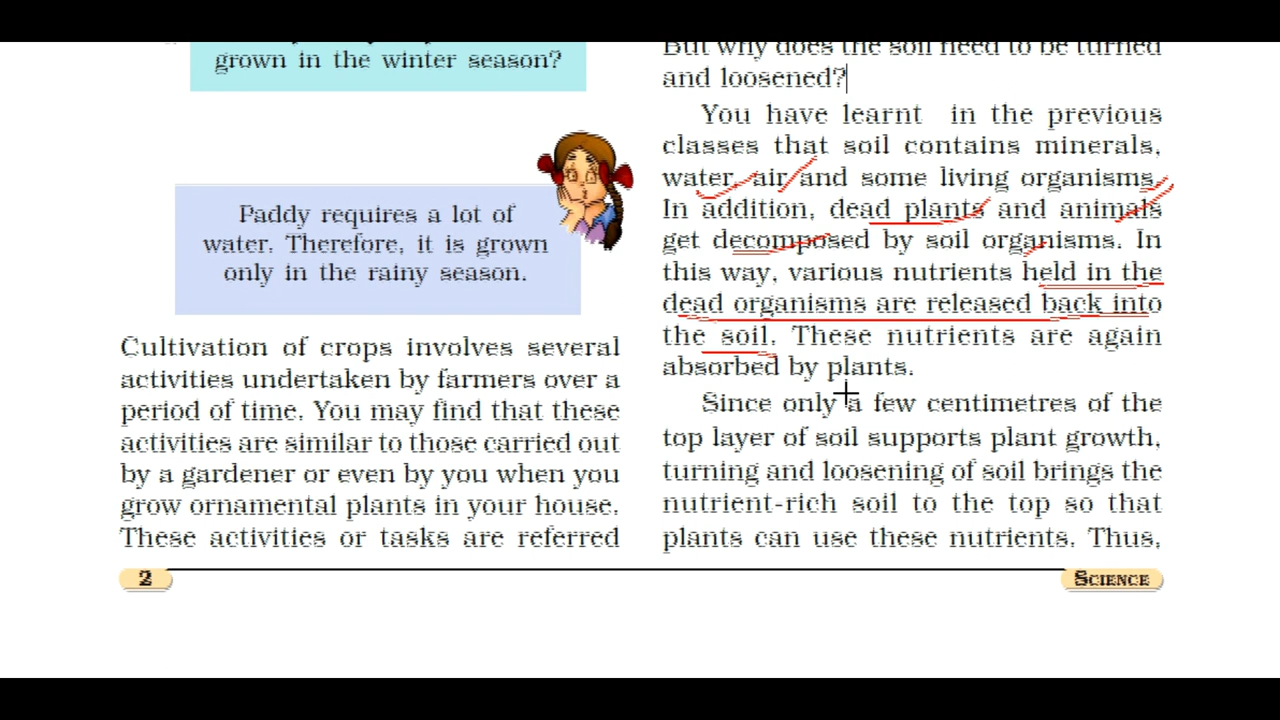 grown in the winter season?
Paddy requires a lot of
water. Therefore, it is grown
only in the rainy season.
Cultivation of crops involves several
activities undertaken by farmers over a
period of time. You may find that these
activities are similar to those carried out
by a gardener or even by you when you
grow ornamental plants in your house.
These activities or tasks are referred
But why does the soil need to be turned
and loosened?
You have learnt in the previous
classes that soil contains minerals,
water, air and some living organisms.
In addition, dead plants and animals
get decomposed by soil organisms. In
this way, various nutrients held in the
dead organisms are released back into
the soil. These nutrients are again
absorbed by plants.
Since only a few centimetres of the
top layer of soil supports plant growth,
turning and loosening of soil brings the
nutrient-rich soil to the top so that
plants can use these nutrients. Thus,
2
SCIENCE